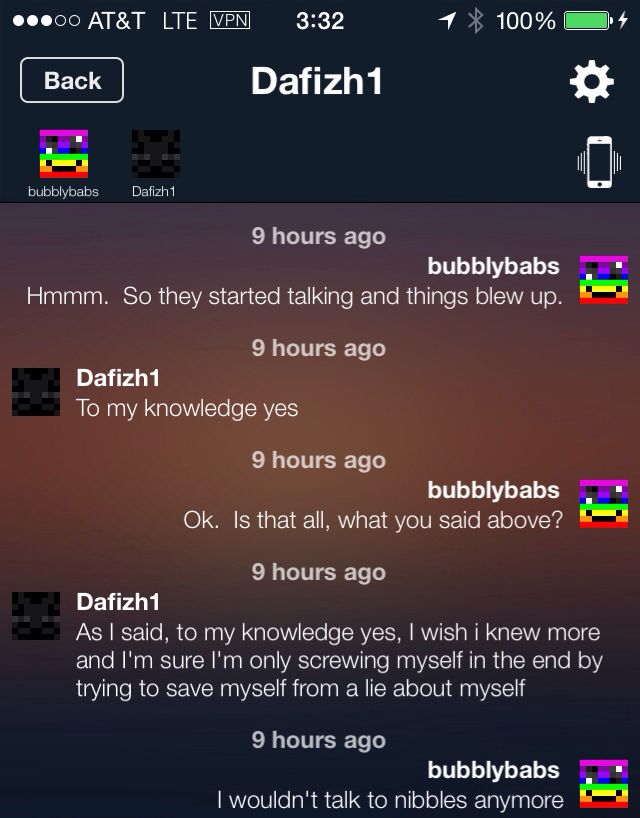 AT&T LTE VPN 3:32 100%
Back Dafizh1
bubblybabs Dafizh1
9 hours ago
bubblybabs
Hmmm.  So they started talking and things blew up.
9 hours ago
Dafizh1
To my knowledge yes
9 hours ago
bubblybabs
Ok.  Is that all, what you said above?
9 hours ago
Dafizh1
As I said, to my knowledge yes, I wish i knew more
and I'm sure I'm only screwing myself in the end by
trying to save myself from a lie about myself
9 hours ago
bubblybabs
I wouldn't talk to nibbles anymore